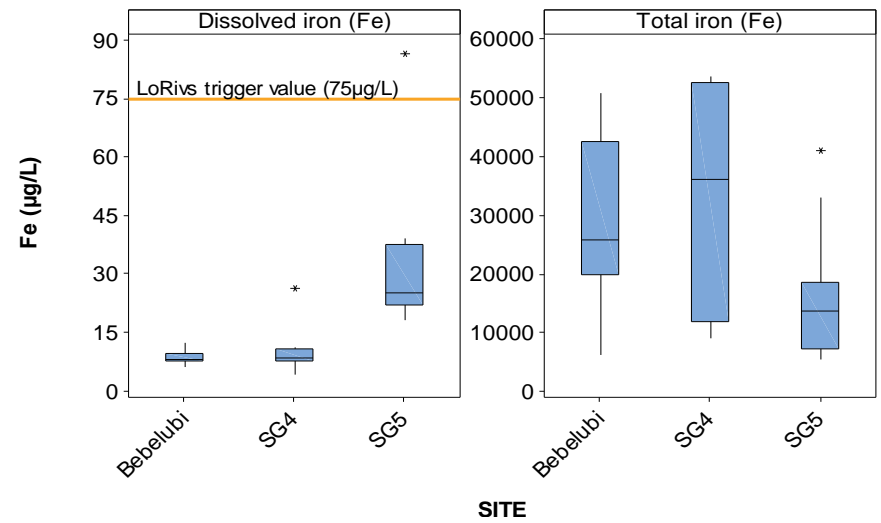 Dissolved iron (Fe)
Total iron (Fe)
LoRivs trigger value (75µg/L)
Fe (µg/L)
90
75
60
45
30
15
0
60000
50000
40000
30000
20000
10000
0
Bebelubi
SG4
SG5
Bebelubi
SG4
SG5
SITE